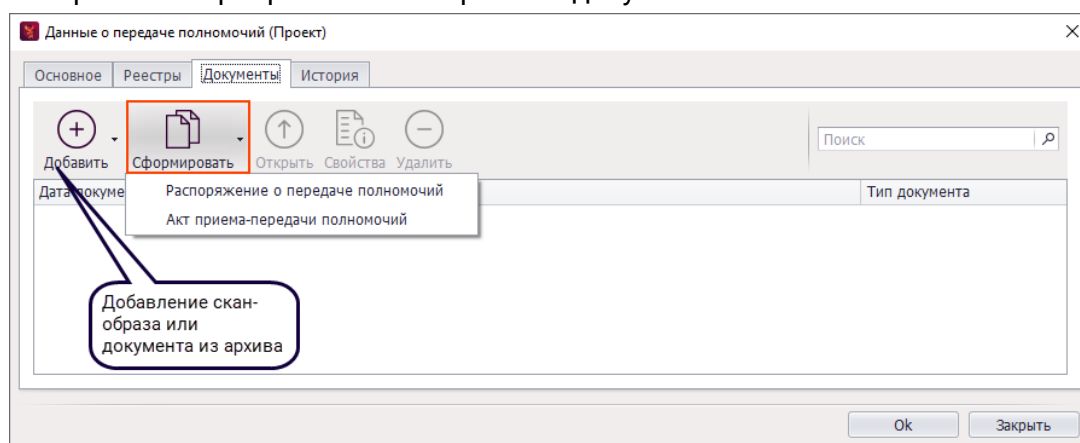 Данные о передаче полномочий (Проект)
Основное Реестры Документы История
Добавить Сформировать Открыть Свойства Удалить
Поиск
Тип документа
Распоряжение о передаче полномочий
Акт приема-передачи полномочий
Добавление скан-
образа или
документа из архива
Ok Закрыть